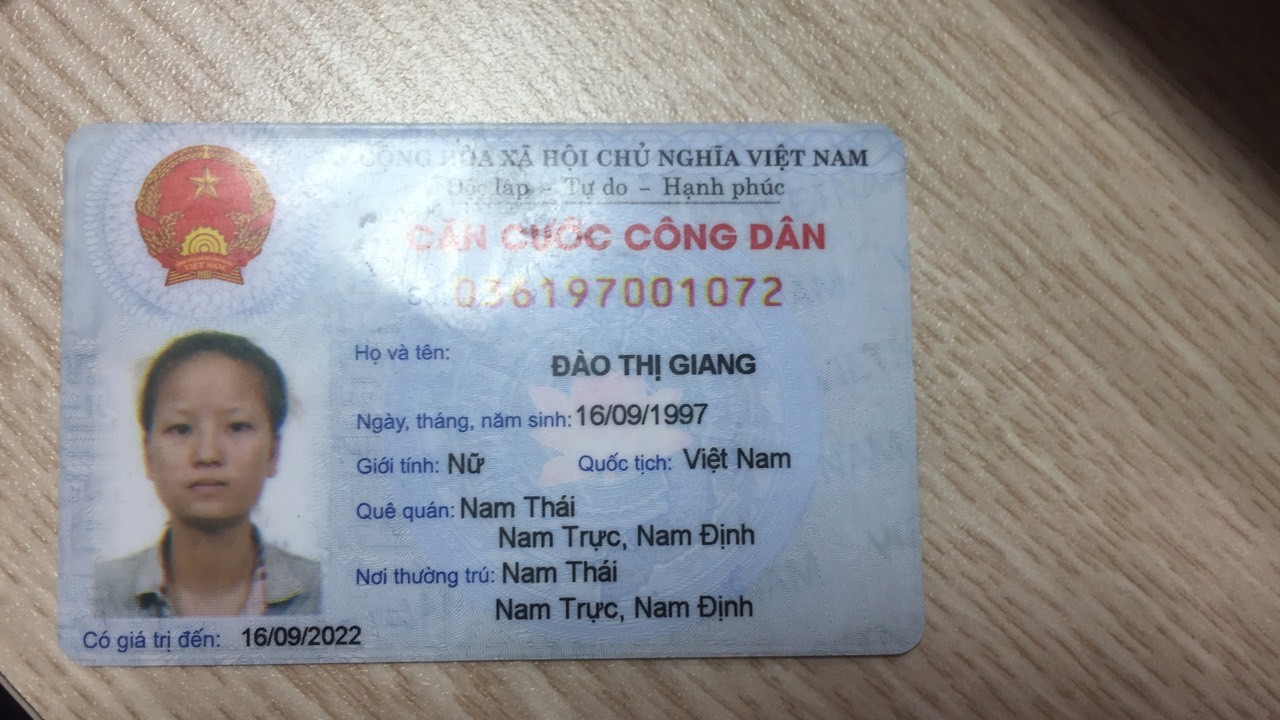 CỘNG HÒA XÃ HỘI CHỦ NGHĨA VIỆT NAM
Độc lập - Tự do - Hạnh phúc
CĂN CƯỚC CÔNG DÂN
Số: 036197001072
Họ và tên: ĐÀO THỊ GIANG
Ngày, tháng, năm sinh: 16/09/1997
Giới tính: Nữ Quốc tịch: Việt Nam
Quê quán: Nam Thái
Nam Trực, Nam Định
Nơi thường trú: Nam Thái
Nam Trực, Nam Định
Có giá trị đến: 16/09/2022